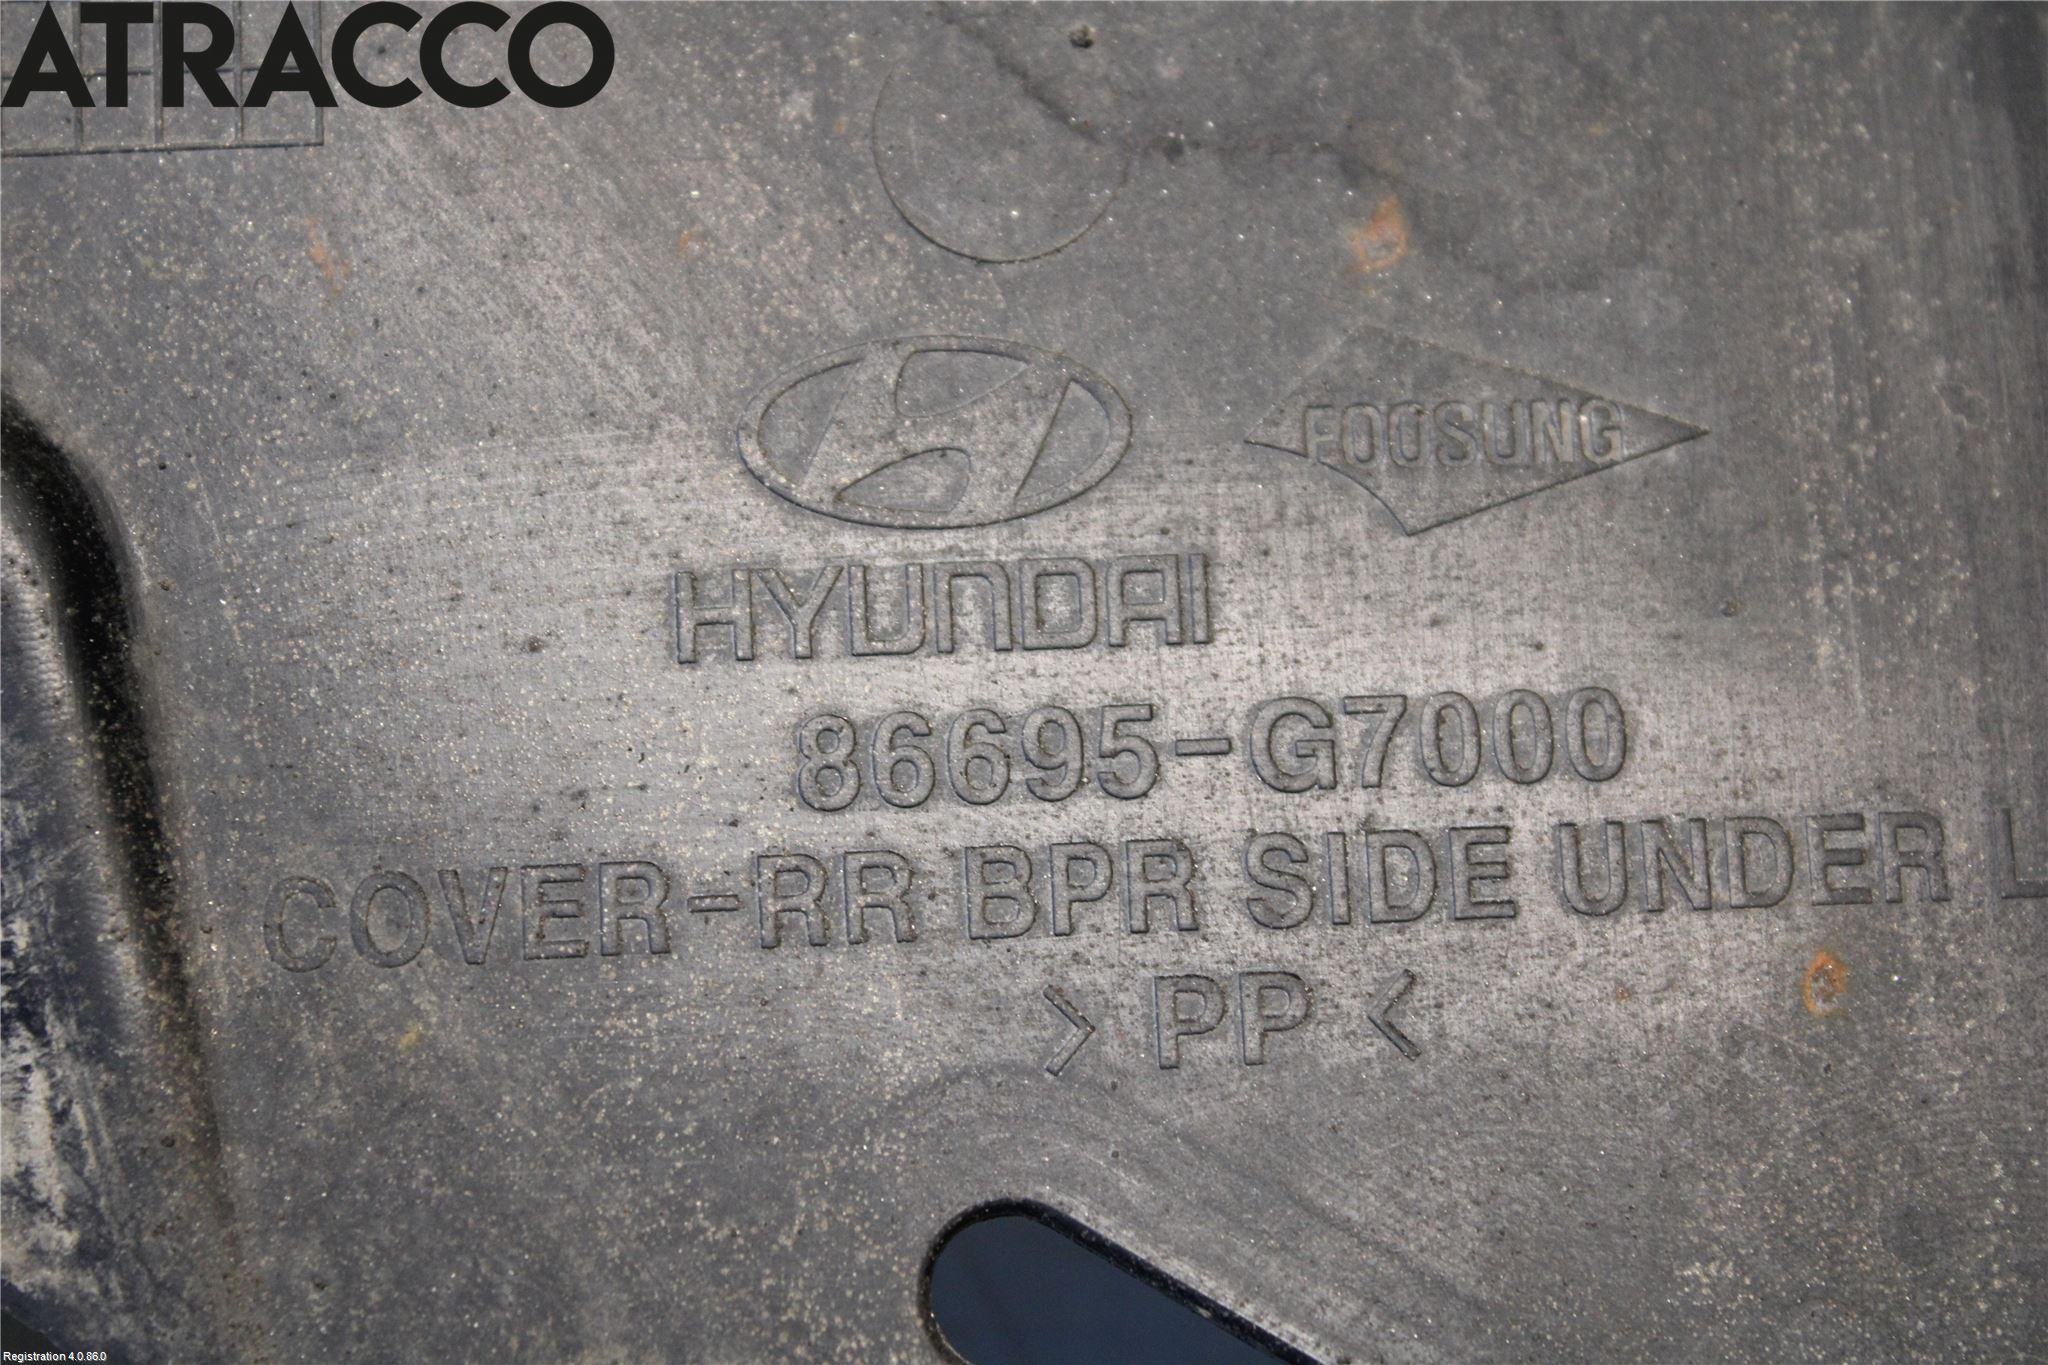 ATRACCO
FOOSUNG
HYUNDAI
86695-G7000
COVER-RR BPR SIDE UNDER L
> PP <
Registration 4.0.86.0